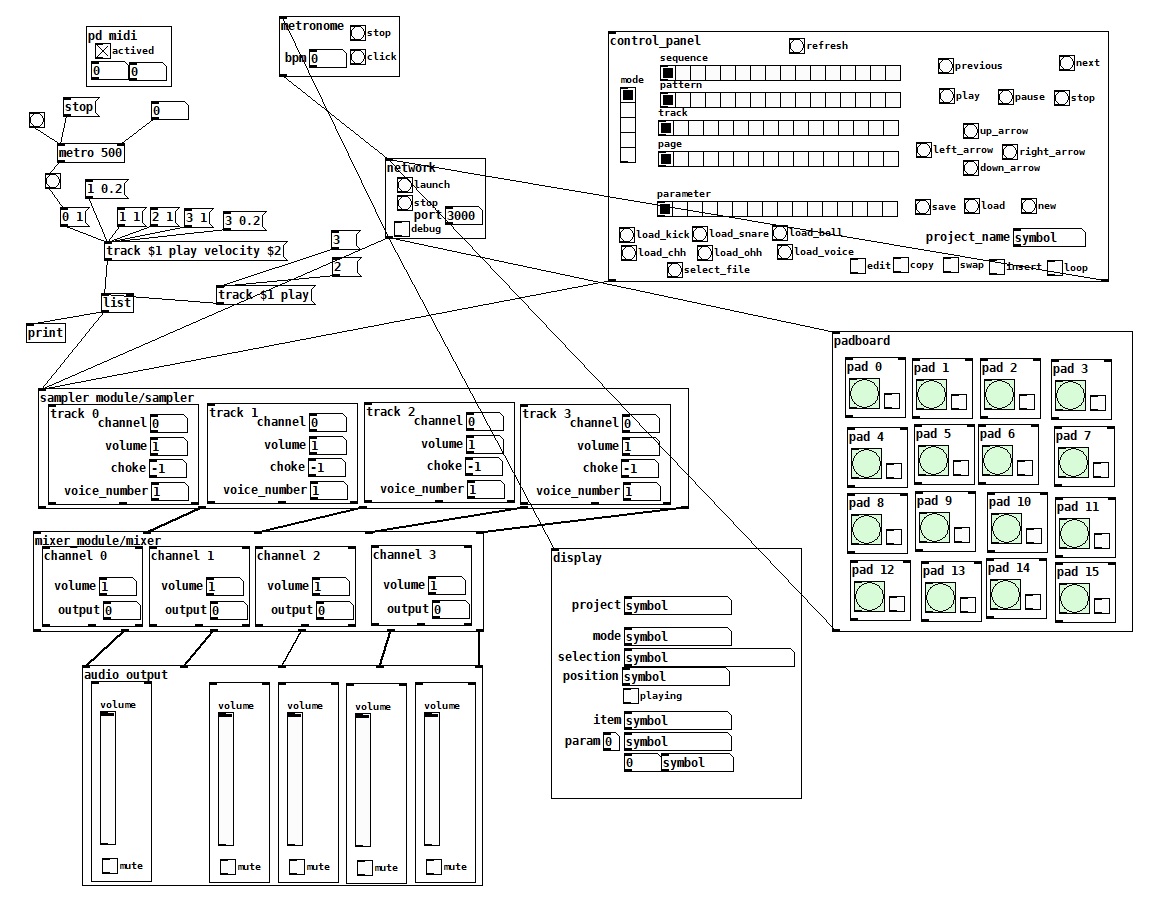 pd midi
actived
0 0
stop
0
metro 500
1 0.2
0 1
1 1
2 1
3 1
3 0.2
track $1 play velocity $2
3
2
track $1 play
list
print
metronome
stop
bpm 0
click
network
launch
stop
port 3000
debug
control_panel
refresh
mode
sequence
pattern
track
page
parameter
previous
next
play
pause
stop
up_arrow
left_arrow
right_arrow
down_arrow
save
load
new
load_kick
load_snare
load_bell
project_name symbol
load_chh
load_ohh
load_voice
select_file
edit
copy
swap
insert
loop
padboard
pad 0
pad 1
pad 2
pad 3
pad 4
pad 5
pad 6
pad 7
pad 8
pad 9
pad 10
pad 11
pad 12
pad 13
pad 14
pad 15
sampler_module/sampler
track 0
channel 0
volume 1
choke -1
voice_number 1
track 1
channel 0
volume 1
choke -1
voice_number 1
track 2
channel 0
volume 1
choke -1
voice_number 1
track 3
channel 0
volume 1
choke -1
voice_number 1
mixer_module/mixer
channel 0
volume 1
output 0
channel 1
volume 1
output 0
channel 2
volume 1
output 0
channel 3
volume 1
output 0
audio_output
volume
mute
volume
mute
volume
mute
volume
mute
volume
mute
display
project symbol
mode symbol
selection symbol
position symbol
playing
item symbol
param 0 symbol
0 symbol